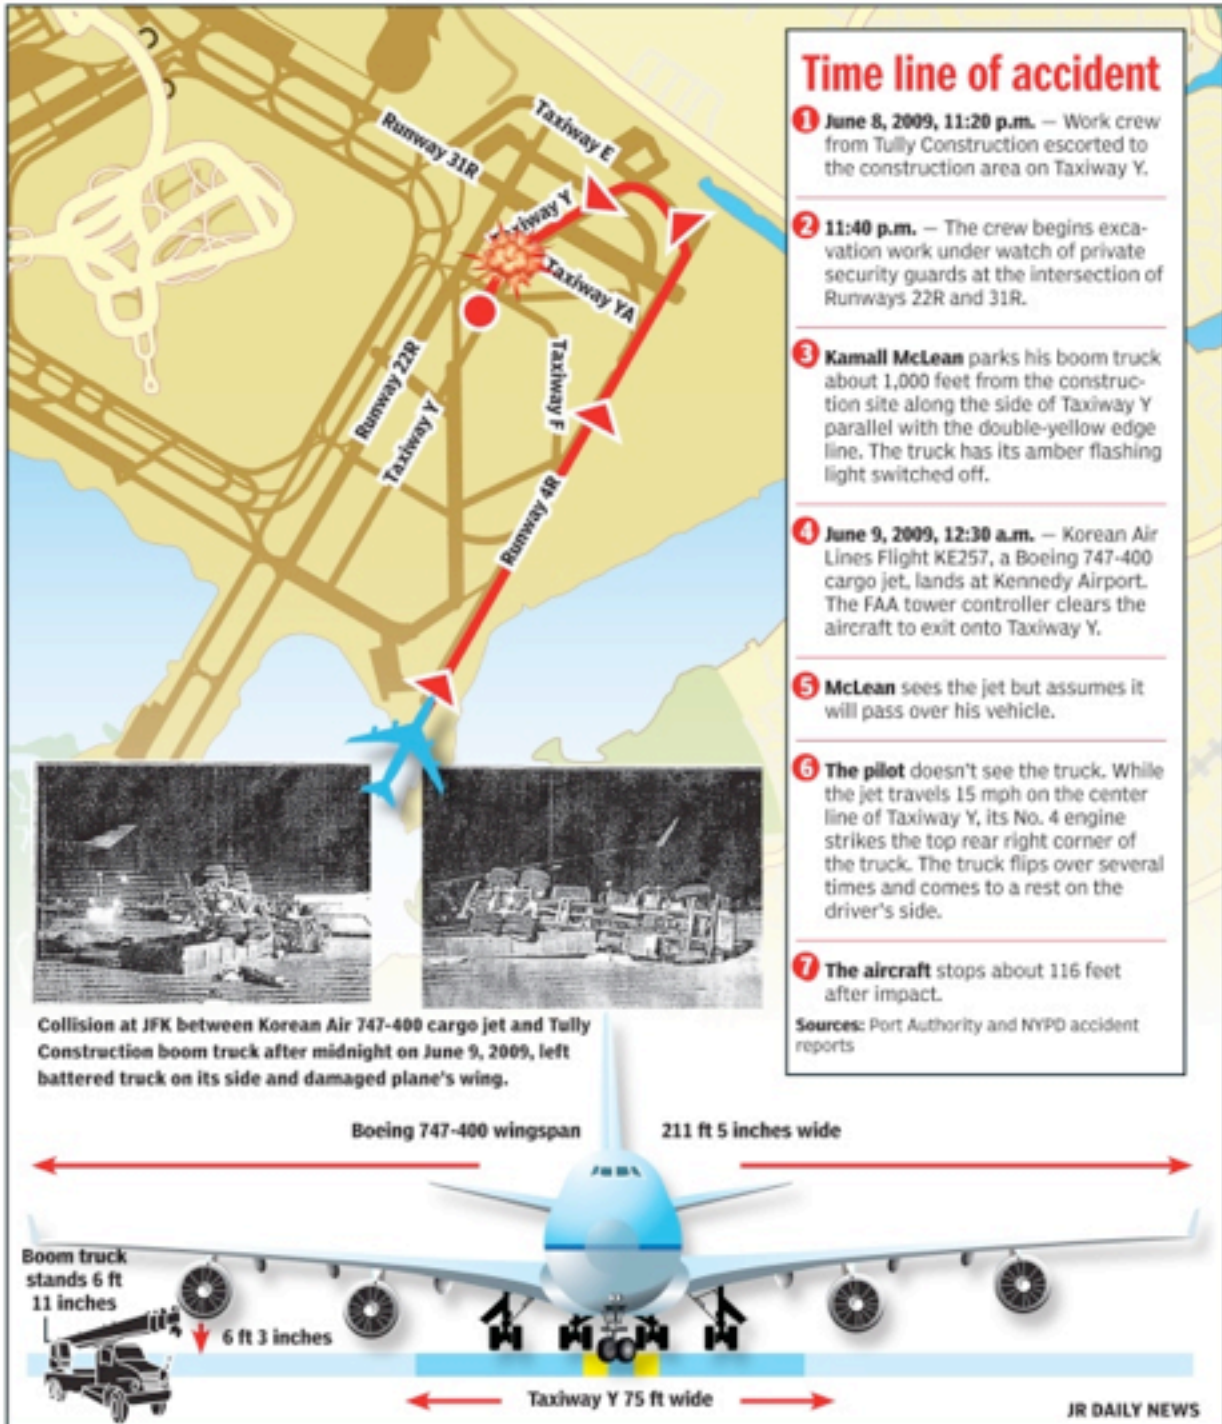 Time line of accident
1 June 8, 2009, 11:20 p.m. — Work crew
from Tully Construction escorted to
the construction area on Taxiway Y.
2 11:40 p.m. — The crew begins exca-
vation work under watch of private
security guards at the intersection of
Runways 22R and 31R.
3 Kamall McLean parks his boom truck
about 1,000 feet from the construc-
tion site along the side of Taxiway Y
parallel with the double-yellow edge
line. The truck has its amber flashing
light switched off.
4 June 9, 2009, 12:30 a.m. — Korean Air
Lines Flight KE257, a Boeing 747-400
cargo jet, lands at Kennedy Airport.
The FAA tower controller clears the
aircraft to exit onto Taxiway Y.
5 McLean sees the jet but assumes it
will pass over his vehicle.
6 The pilot doesn't see the truck. While
the jet travels 15 mph on the center
line of Taxiway Y, its No. 4 engine
strikes the top rear right corner of
the truck. The truck flips over several
times and comes to a rest on the
driver's side.
7 The aircraft stops about 116 feet
after impact.
Sources: Port Authority and NYPD accident
reports
Runway 31R
Taxiway E
Taxiway Y
Taxiway YA
Taxiway F
Runway 22R
Taxiway Y
Runway 4R
Collision at JFK between Korean Air 747-400 cargo jet and Tully
Construction boom truck after midnight on June 9, 2009, left
battered truck on its side and damaged plane's wing.
Boeing 747-400 wingspan 211 ft 5 inches wide
Boom truck
stands 6 ft
11 inches
6 ft 3 inches
Taxiway Y 75 ft wide
JR DAILY NEWS